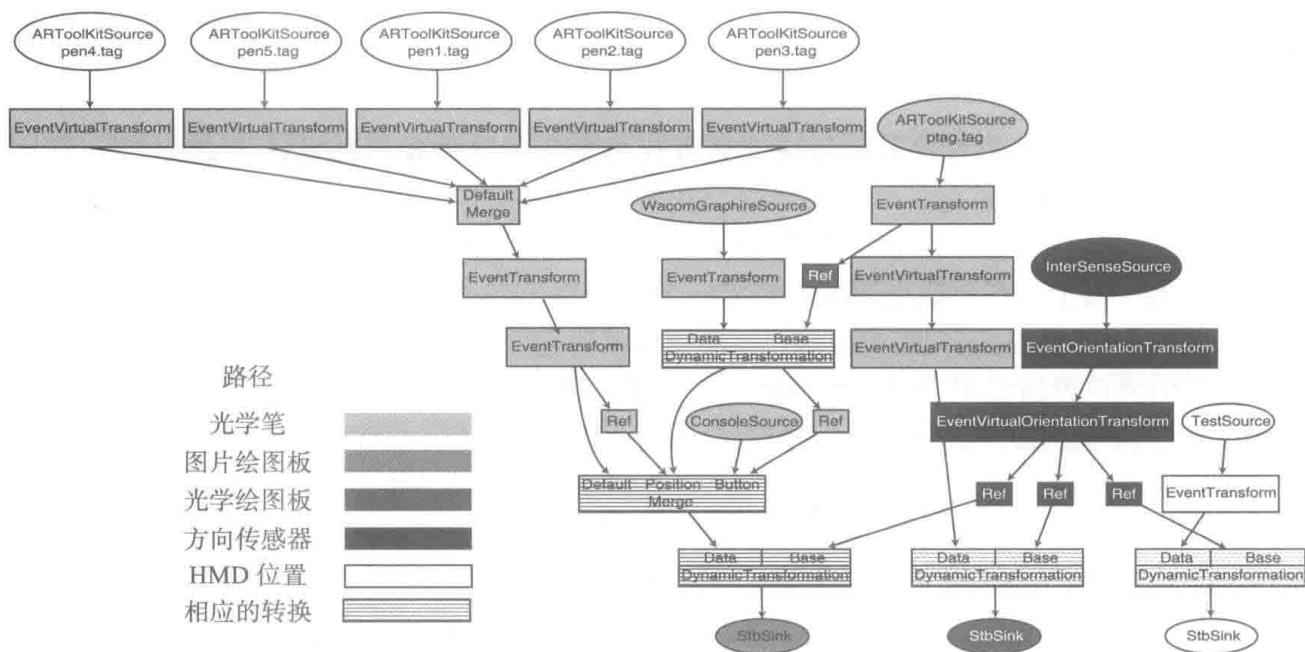 ARToolKitSource
pen4.tag
ARToolKitSource
pen5.tag
ARToolKitSource
pen1.tag
ARToolKitSource
pen2.tag
ARToolKitSource
pen3.tag
EventVirtualTransform
EventVirtualTransform
EventVirtualTransform
EventVirtualTransform
EventVirtualTransform
ARToolKitSource
ptag.tag
Default
Merge
WacomGraphireSource
EventTransform
EventTransform
EventTransform
Ref
EventVirtualTransform
InterSenseSource
EventTransform
Data Base
DynamicTransformation
EventVirtualTransform
EventOrientationTransform
Ref
ConsoleSource
Ref
EventVirtualOrientationTransform
TestSource
Default Position Button
Merge
Ref
Ref
Ref
EventTransform
Data Base
DynamicTransformation
Data Base
DynamicTransformation
Data Base
DynamicTransformation
StbSink
StbSink
StbSink
路径
光学笔
图片绘图板
光学绘图板
方向传感器
HMD 位置
相应的转换